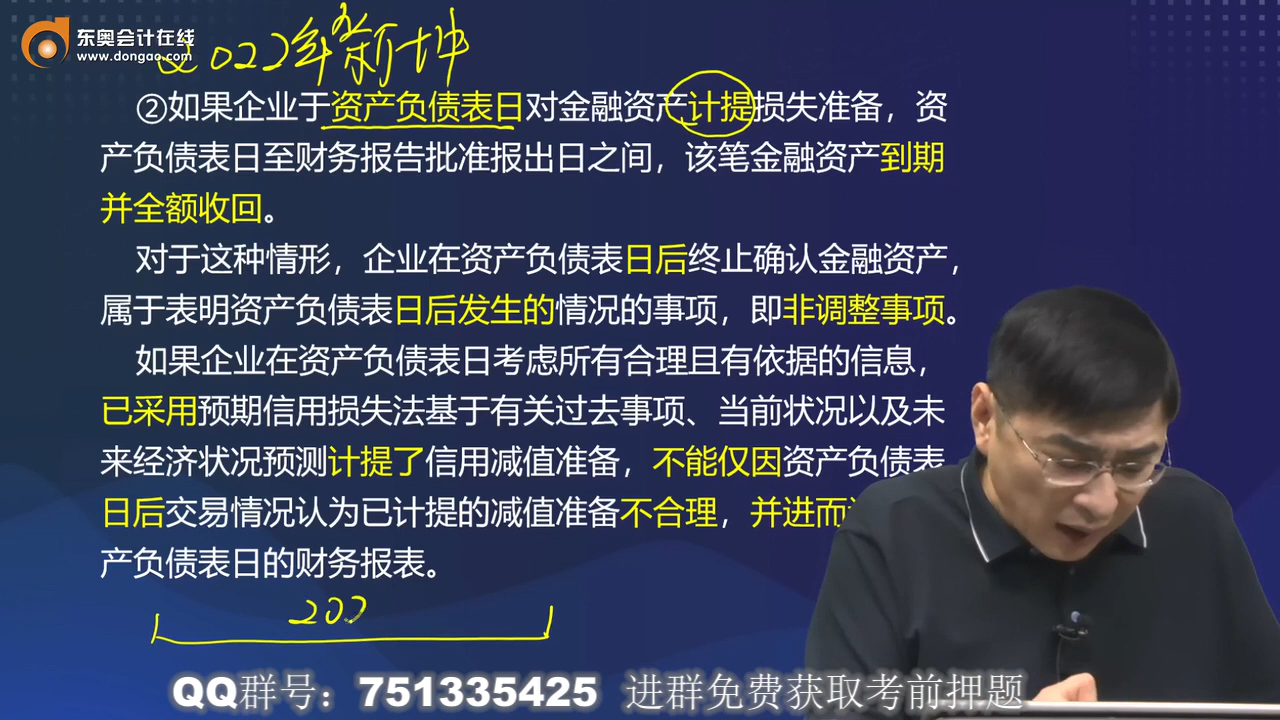 东奥会计在线
www.dongao.com
2022年新增
②如果企业于资产负债表日对金融资产计提损失准备，资
产负债表日至财务报告批准报出日之间，该笔金融资产到期
并全额收回。
对于这种情形，企业在资产负债表日后终止确认金融资产，
属于表明资产负债表日后发生的情况的事项，即非调整事项。
如果企业在资产负债表日考虑所有合理且有依据的信息，
已采用预期信用损失法基于有关过去事项、当前状况以及未
来经济状况预测计提了信用减值准备，不能仅因资产负债表
日后交易情况认为已计提的减值准备不合理，并进而
产负债表日的财务报表。
202
QQ群号：751335425 进群免费获取考前押题